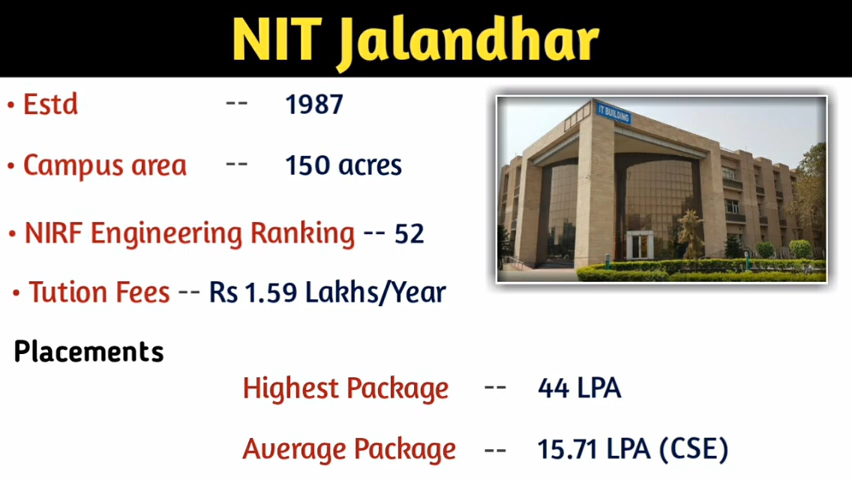 NIT Jalandhar
• Estd -- 1987
IT BUILDING
• Campus area -- 150 acres
• NIRF Engineering Ranking -- 52
• Tution Fees -- Rs 1.59 Lakhs/Year
Placements
Highest Package -- 44 LPA
Average Package -- 15.71 LPA (CSE)